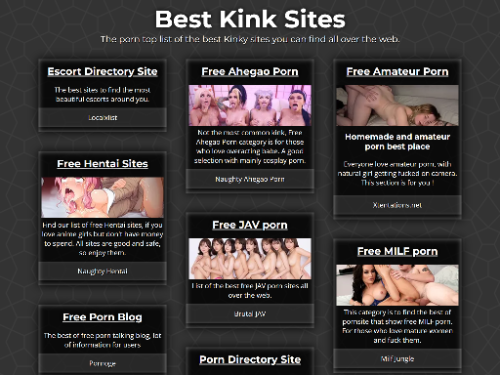 Best Kink Sites
The porn top list of the best Kinky sites you can find all over the web.
Escort Directory Site
The best sites to find the most
beautiful escorts around you.
Locanlist
Free Hentai Sites
Find our list of free Hentai sites, if you
love anime girls but don't have money
to spend. All sites are good and safe,
so enjoy them.
Naughty Hentai
Free Porn Blog
The best of free porn talking blog, lot
of information for users
Pornoge
Free Ahegao Porn
Not the most common kink, Free
Ahegao Porn category is for those
who love overacting babe. A good
selection with mainly cosplay porn.
Naughty Ahegao Porn
Free JAV porn
List of the best free JAV porn sites all
over the web.
Brutal JAV
Porn Directory Site
Free Amateur Porn
Homemade and amateur
porn best place
Everyone love amateur porn, with
natural girl getting fucked on camera.
This section is for you !
Xtentations.net
Free MILF porn
This category is to find the best of
pornsite that show free MILF porn.
For those who love mature women
and fuck them.
Milf Jungle